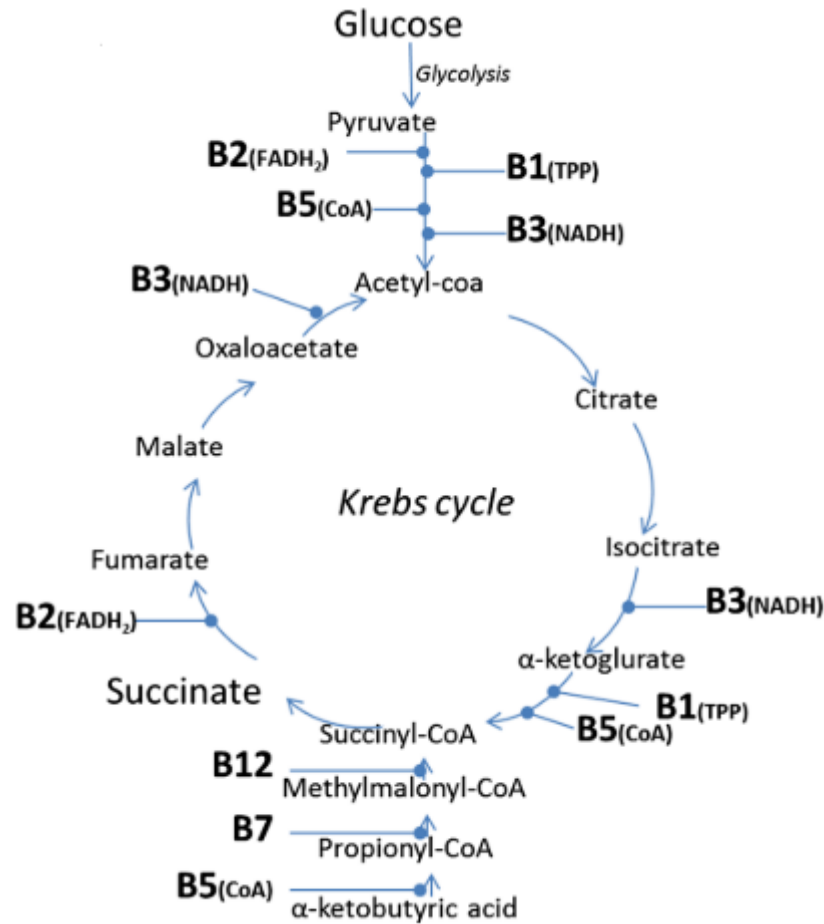 Glucose
Glycolysis
Pyruvate
B2(FADH₂)
B1(TPP)
B5(CoA)
B3(NADH)
B3(NADH)
Acetyl-coa
Oxaloacetate
Citrate
Malate
Krebs cycle
Isocitrate
Fumarate
B3(NADH)
B2(FADH₂)
α-ketoglurate
Succinate
B1(TPP)
B5(CoA)
Succinyl-CoA
B12
Methylmalonyl-CoA
B7
Propionyl-CoA
B5(CoA)
α-ketobutyric acid